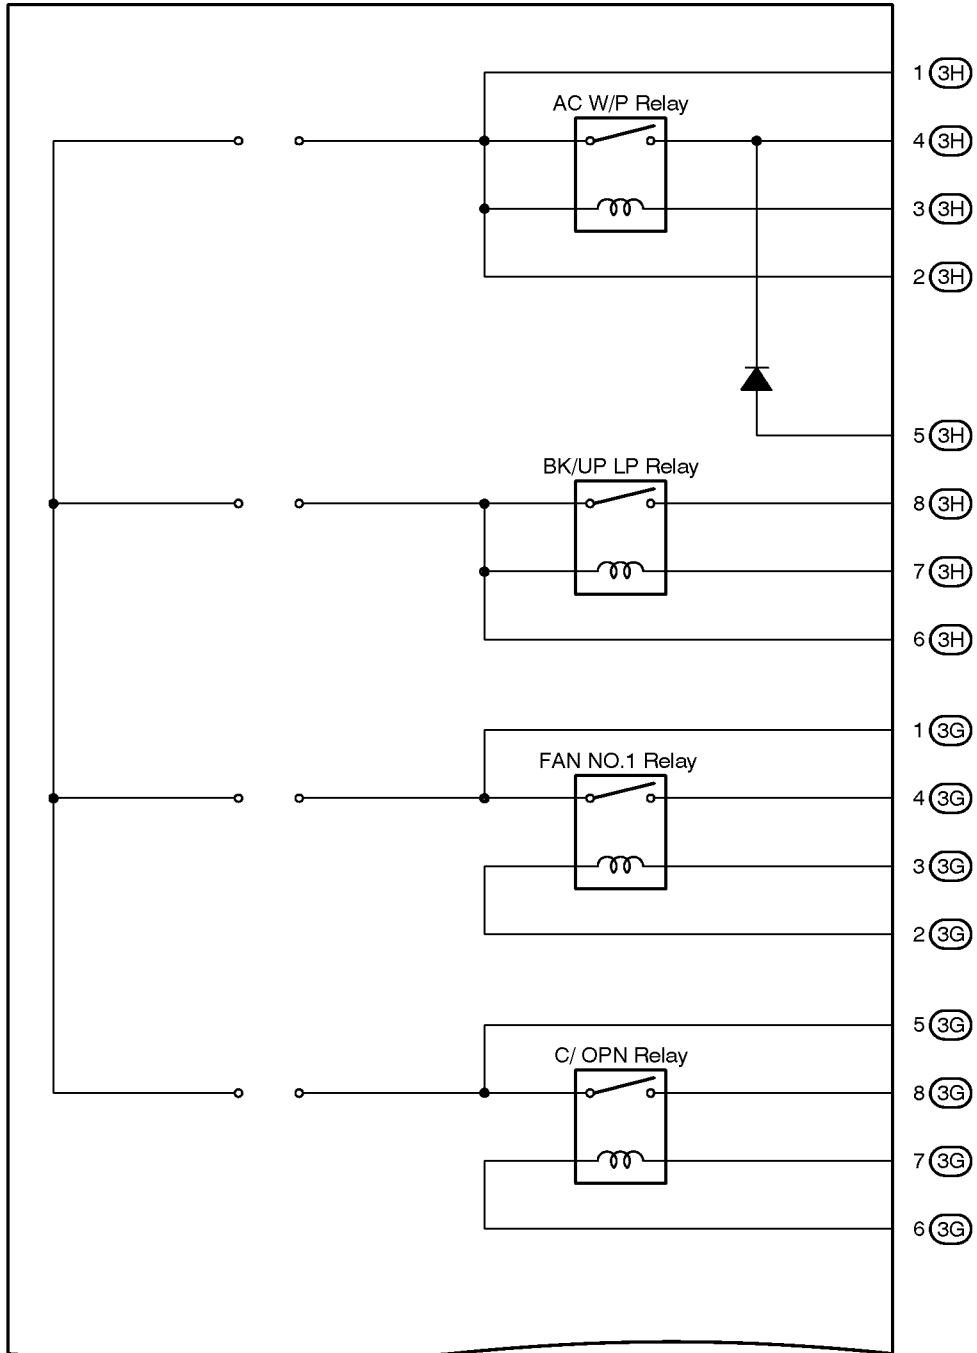 1 3H
AC W/P Relay
4 3H
3 3H
2 3H
5 3H
BK/UP LP Relay
8 3H
7 3H
6 3H
1 3G
FAN NO.1 Relay
4 3G
3 3G
2 3G
5 3G
C/ OPN Relay
8 3G
7 3G
6 3G